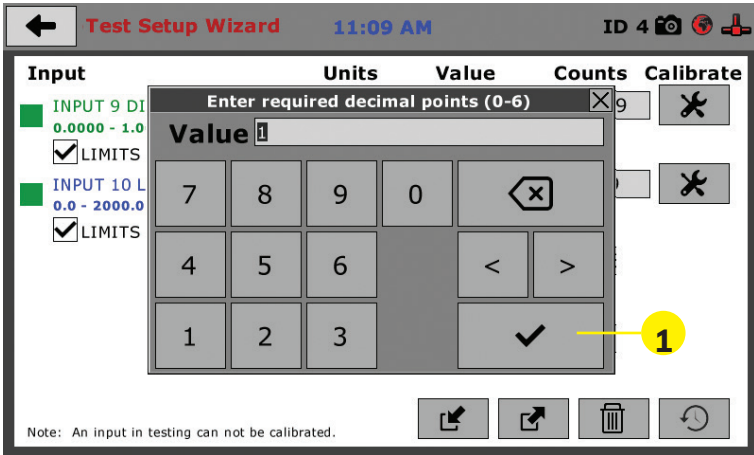 Test Setup Wizard 11:09 AM ID 4
Input Units Value Counts Calibrate
INPUT 9 DI
0.0000 - 1.0
LIMITS
INPUT 10 L
0.0 - 2000.0
LIMITS
Enter required decimal points (0-6)
Value 1
9
7 8 9 0
4 5 6 < >
1 2 3
1
Note: An input in testing can not be calibrated.